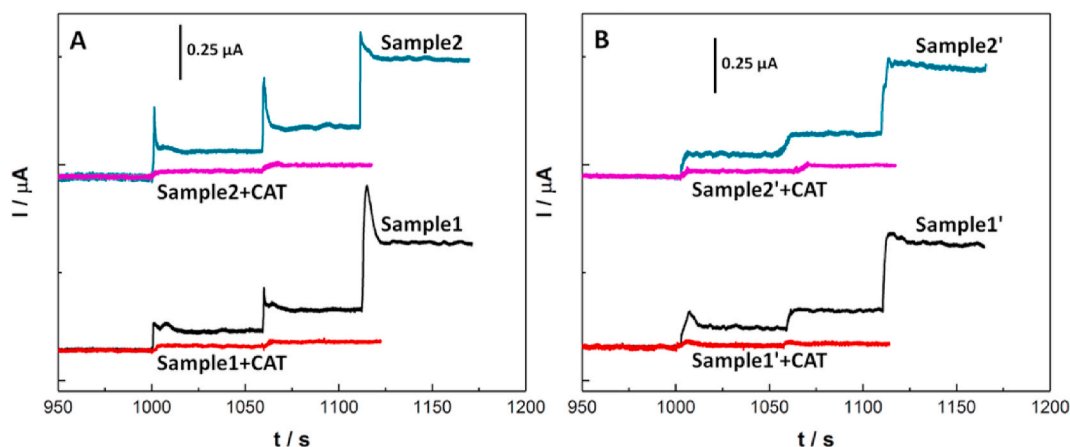 A
0.25 μA
Sample2
Sample2+CAT
Sample1
Sample1+CAT
I / μA
950 1000 1050 1100 1150 1200
t / s
B
0.25 μA
Sample2'
Sample2'+CAT
Sample1'
Sample1'+CAT
I / μA
950 1000 1050 1100 1150 1200
t / s